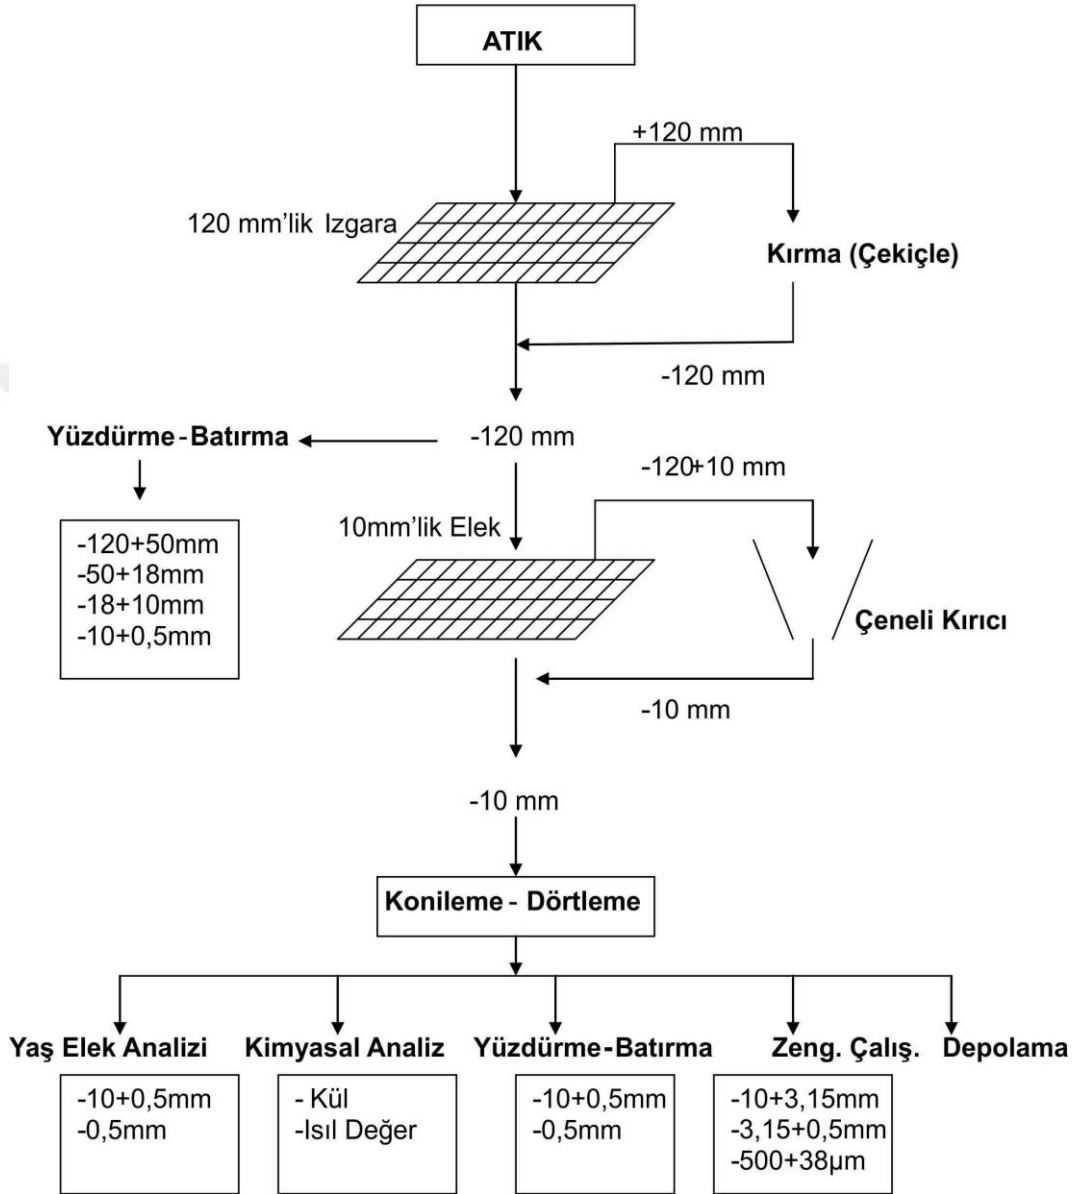 ATIK
+120 mm
120 mm'lik Izgara
Kırma (Çekiçle)
-120 mm
Yüzdürme-Batırma
-120 mm
-120+10 mm
-120+50mm
-50+18mm
-18+10mm
-10+0,5mm
10mm'lik Elek
Çeneli Kırıcı
-10 mm
-10 mm
Konileme - Dörtleme
Yaş Elek Analizi
Kimyasal Analiz
Yüzdürme-Batırma
Zeng. Çalış.
Depolama
-10+0,5mm
-0,5mm
- Kül
-Isıl Değer
-10+0,5mm
-0,5mm
-10+3,15mm
-3,15+0,5mm
-500+38µm